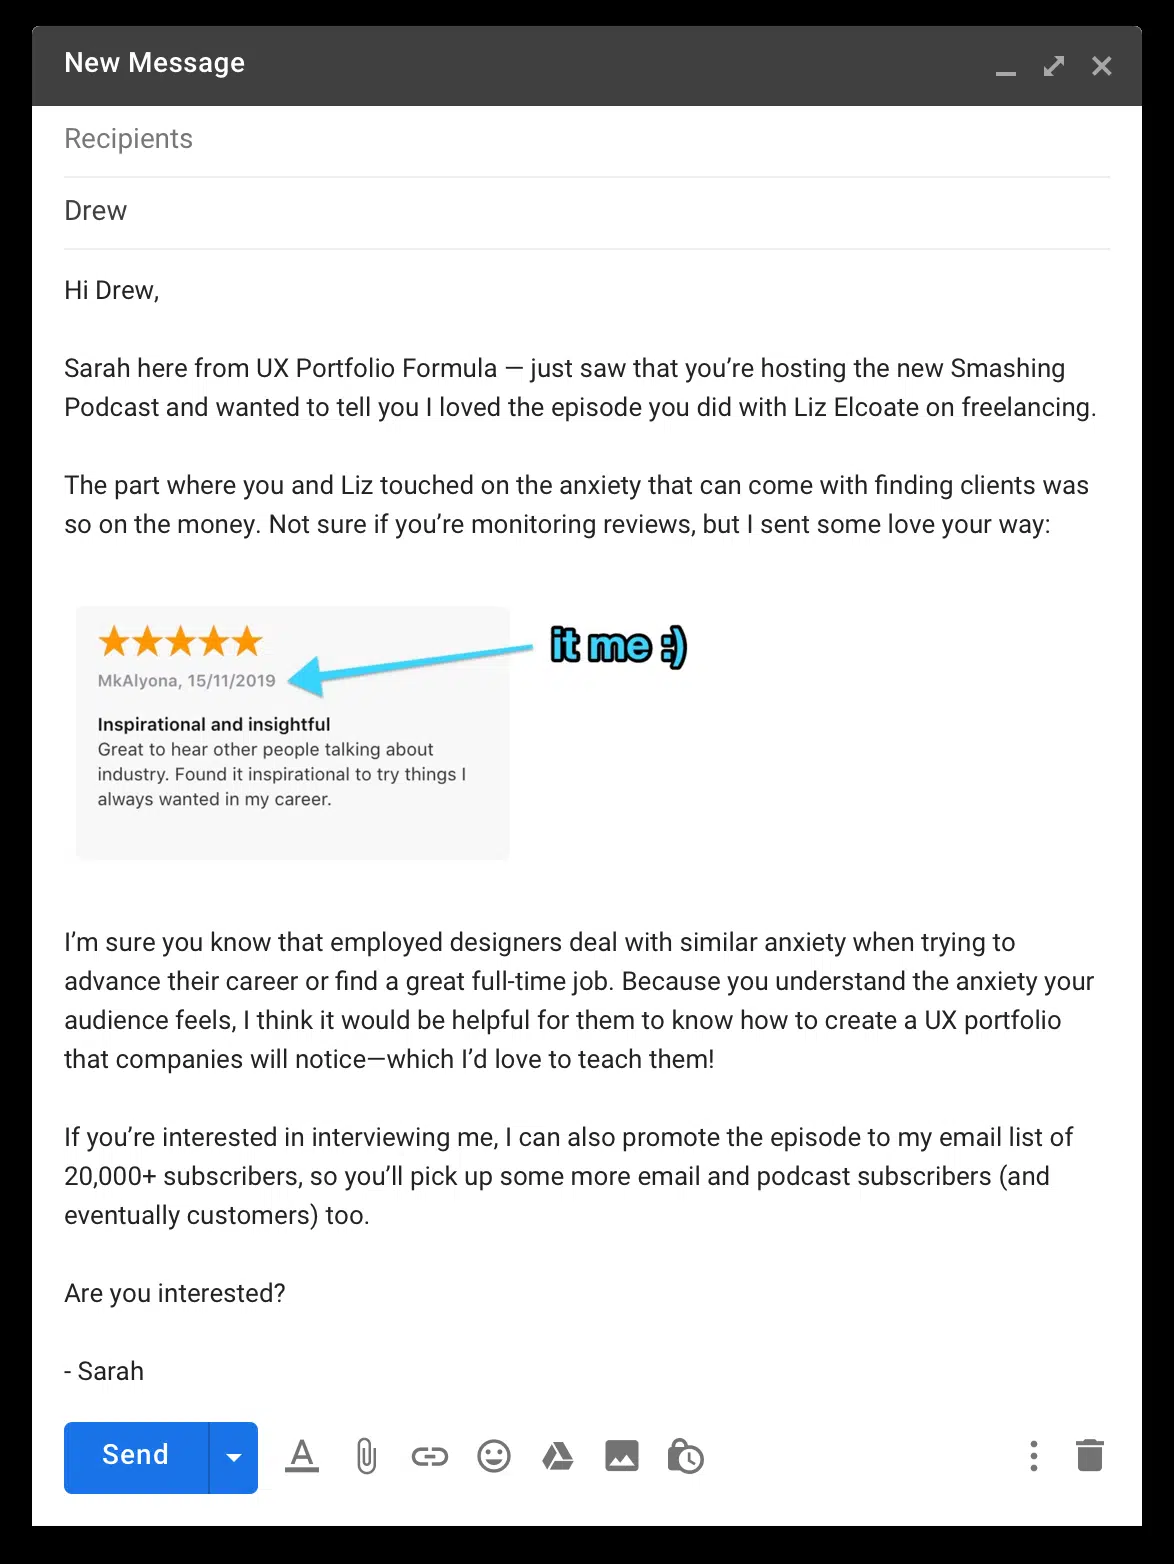 New Message
Recipients
Drew
Hi Drew,
Sarah here from UX Portfolio Formula — just saw that you’re hosting the new Smashing
Podcast and wanted to tell you I loved the episode you did with Liz Elcoate on freelancing.
The part where you and Liz touched on the anxiety that can come with finding clients was
so on the money. Not sure if you’re monitoring reviews, but I sent some love your way:
it me :)
MkAlyona, 15/11/2019
Inspirational and insightful
Great to hear other people talking about
industry. Found it inspirational to try things I
always wanted in my career.
I’m sure you know that employed designers deal with similar anxiety when trying to
advance their career or find a great full-time job. Because you understand the anxiety your
audience feels, I think it would be helpful for them to know how to create a UX portfolio
that companies will notice—which I’d love to teach them!
If you’re interested in interviewing me, I can also promote the episode to my email list of
20,000+ subscribers, so you’ll pick up some more email and podcast subscribers (and
eventually customers) too.
Are you interested?
- Sarah
Send